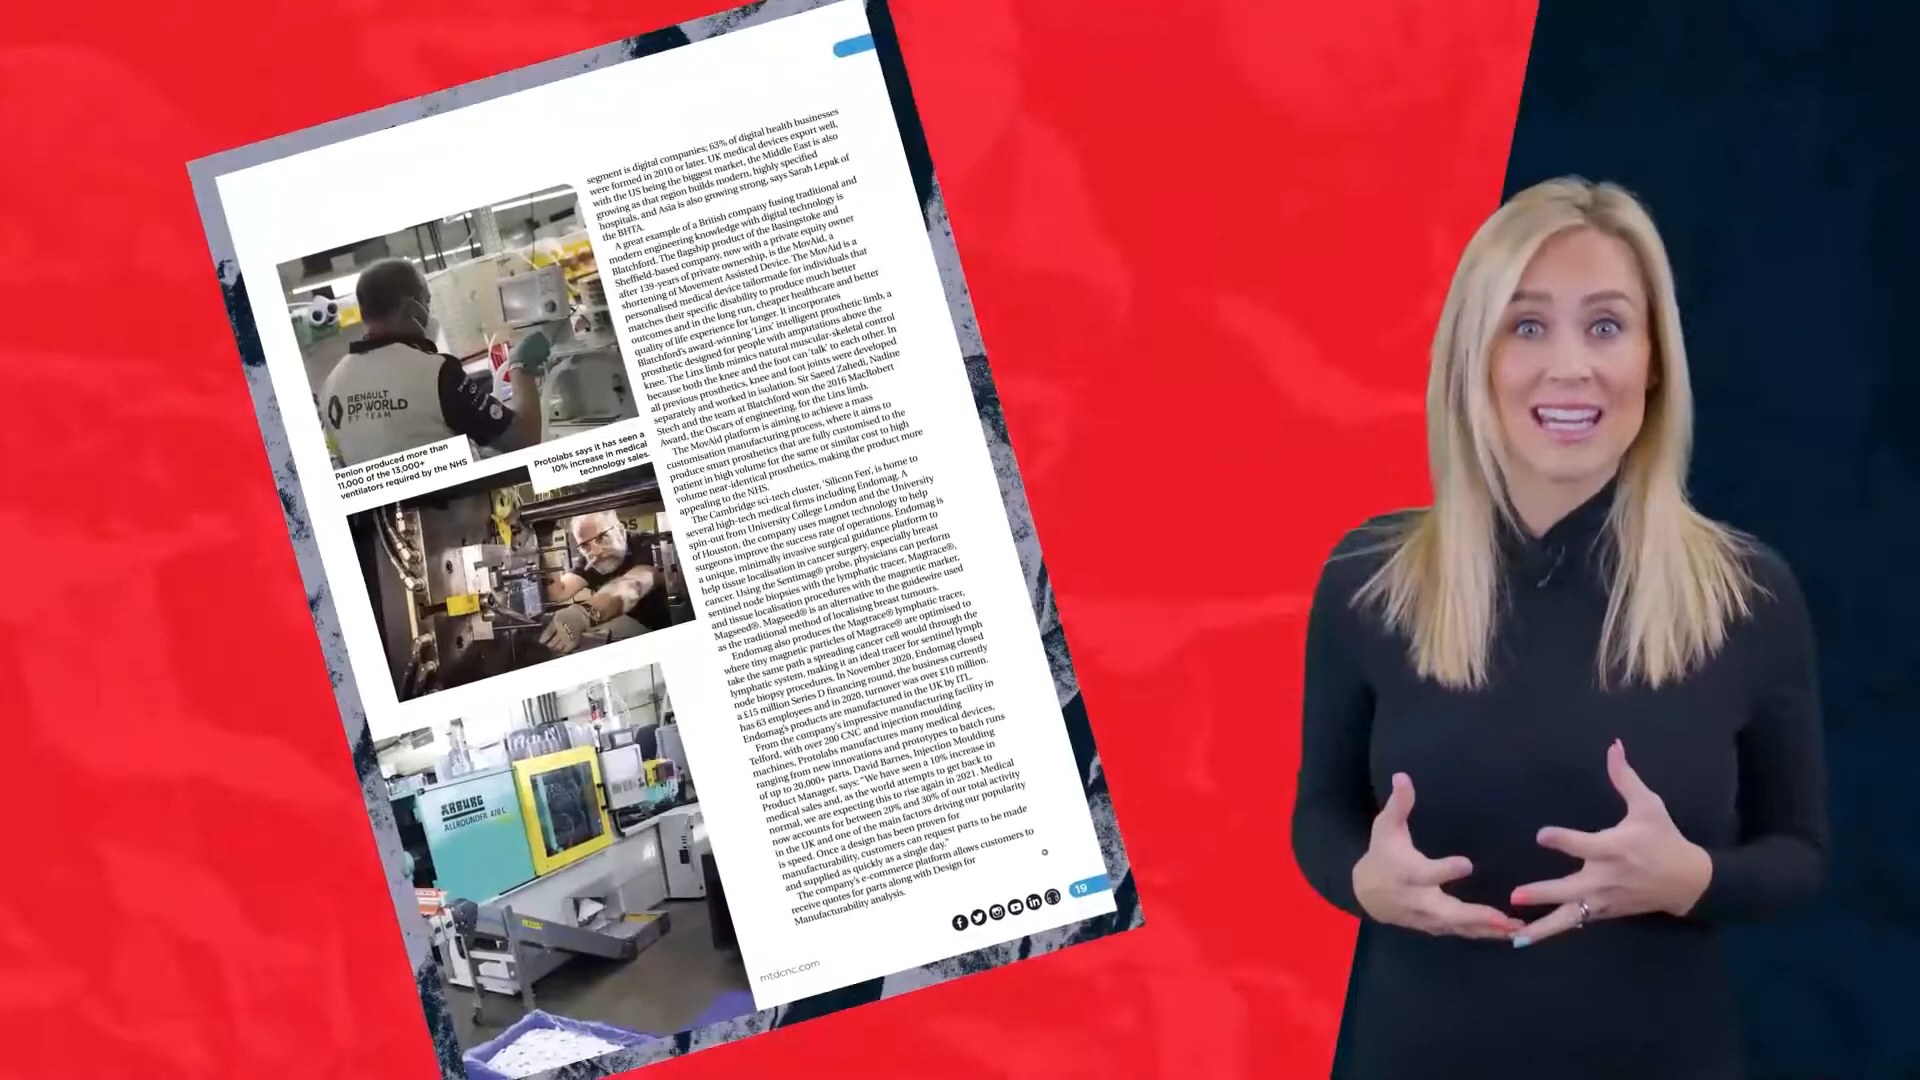 segment is digital companies; 63% of digital health businesses
were formed in 2010 or later. UK medical devices export well,
with the US being the biggest market, the Middle East is also
growing as that region builds modern, highly specified
hospitals, and Asia is also growing strong, says Sarah Lepak of
the BHTA.
A great example of a British company fusing traditional and
modern engineering knowledge with digital technology is
Blatchford. The flagship product of the Basingstoke and
Sheffield-based company, now with a private equity owner
after 139-years of private ownership, is the MovAid, a
shortening of Movement Assisted Device. The MovAid is a
personalised medical device tailormade for individuals that
matches their specific disability to produce much better
outcomes and in the long run, cheaper healthcare and better
quality of life experience for longer. It incorporates
Blatchford's award-winning 'Linx' intelligent prosthetic limb, a
prosthetic designed for people with amputations above the
knee. The Linx limb mimics natural muscular-skeletal control
because both the knee and the foot can 'talk' to each other. In
all previous prosthetics, knee and foot joints were developed
separately and worked in isolation. Sir Saeed Zahedi, Nadine
Stech and the team at Blatchford won the 2016 MacRobert
Award, the Oscars of engineering, for the Linx limb.
The MovAid platform is aiming to achieve a mass
customisation manufacturing process, where it aims to
produce smart prosthetics that are fully customised to the
patient in high volume for the same or similar cost to high
volume near-identical prosthetics, making the product more
appealing to the NHS.
The Cambridge sci-tech cluster, 'Silicon Fen', is home to
several high-tech medical firms including Endomag. A
spin-out from University College London and the University
of Houston, the company uses magnet technology to help
surgeons improve the success rate of operations. Endomag is
a unique, minimally invasive surgical guidance platform to
help tissue localisation in cancer surgery, especially breast
cancer. Using the Sentimag® probe, physicians can perform
sentinel node biopsies with the lymphatic tracer, Magtrace®,
and tissue localisation procedures with the magnetic marker,
Magseed®. Magseed® is an alternative to the guidewire used
as the traditional method of localising breast tumours.
Endomag also produces the Magtrace® lymphatic tracer,
where tiny magnetic particles of Magtrace® are optimised to
take the same path a spreading cancer cell would through the
lymphatic system, making it an ideal tracer for sentinel lymph
node biopsy procedures. In November 2020, Endomag closed
a £15 million Series D financing round, the business currently
has 63 employees and in 2020, turnover was over £10 million.
Endomag's products are manufactured in the UK by ITL.
From the company's impressive manufacturing facility in
Telford, with over 200 CNC and injection moulding
machines, Protolabs manufactures many medical devices,
ranging from new innovations and prototypes to batch runs
of up to 20,000+ parts. David Barnes, Injection Moulding
Product Manager, says: "We have seen a 10% increase in
medical sales and, as the world attempts to get back to
normal, we are expecting this to rise again in 2021. Medical
now accounts for between 20% and 30% of our total activity
in the UK and one of the main factors driving our popularity
is speed. Once a design has been proven for
manufacturability, customers can request parts to be made
and supplied as quickly as a single day."
The company's e-commerce platform allows customers to
receive quotes for parts along with Design for
Manufacturability analysis.
RENAULT
DP WORLD
F1 TEAM
Penlon produced more than
11,000 of the 13,000+
ventilators required by the NHS
Protolabs says it has seen a
10% increase in medical
technology sales.
ARBURG
ALLROUNDER 470 C
mtdcnc.com
19